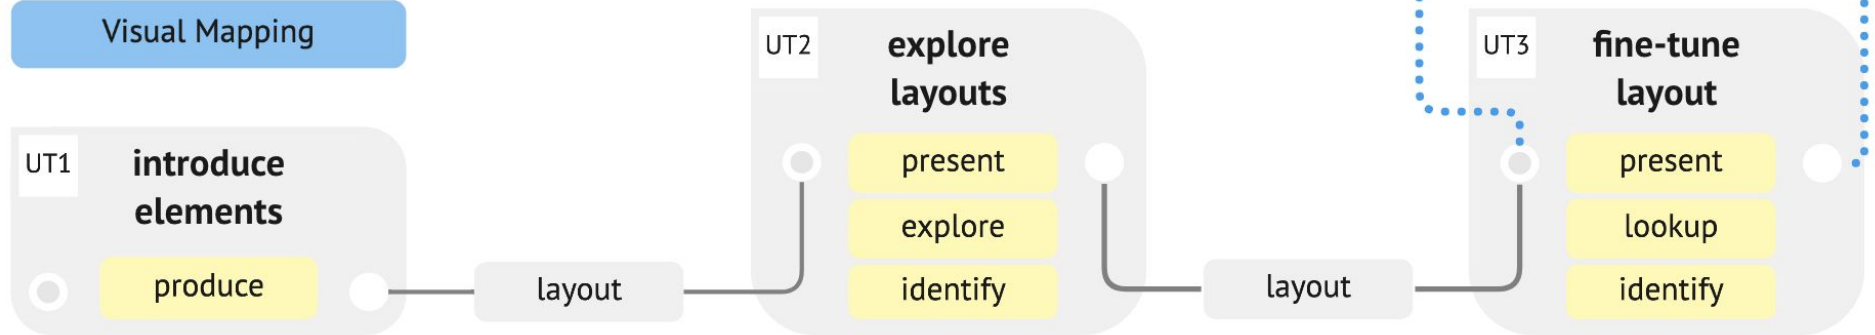 Visual Mapping
UT1
introduce
elements
produce
layout
UT2
explore
layouts
present
explore
identify
layout
UT3
fine-tune
layout
present
lookup
identify